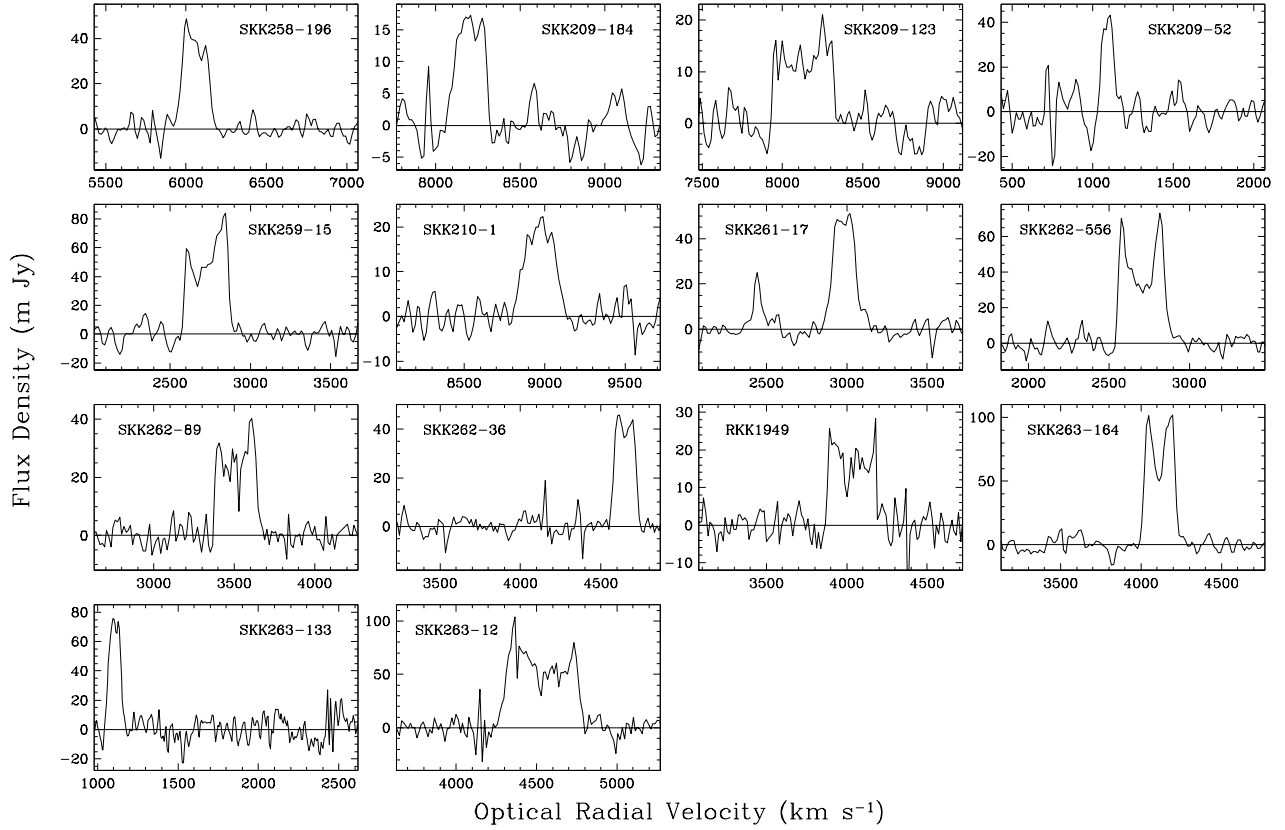 SKK258-196 SKK209-184 SKK209-123 SKK209-52
40 20 0
15 10 5 0 -5
20 10 0
40 20 0 -20
5500 6000 6500 7000
8000 8500 9000
7500 8000 8500 9000
500 1000 1500 2000
SKK259-15 SKK210-1 SKK261-17 SKK262-556
80 60 40 20 0 -20
20 10 0 -10
40 20 0
60 40 20 0
2500 3000 3500
8500 9000 9500
2500 3000 3500
2000 2500 3000
Flux Density (m Jy)
SKK262-89 SKK262-36 RKK1949 SKK263-164
40 20 0
40 20 0
30 20 10 0 -10
100 50 0
3000 3500 4000
3500 4000 4500
3500 4000 4500
3500 4000 4500
SKK263-133 SKK263-12
80 60 40 20 0 -20
100 50 0
1000 1500 2000 2500
4000 4500 5000
Optical Radial Velocity (km s⁻¹)